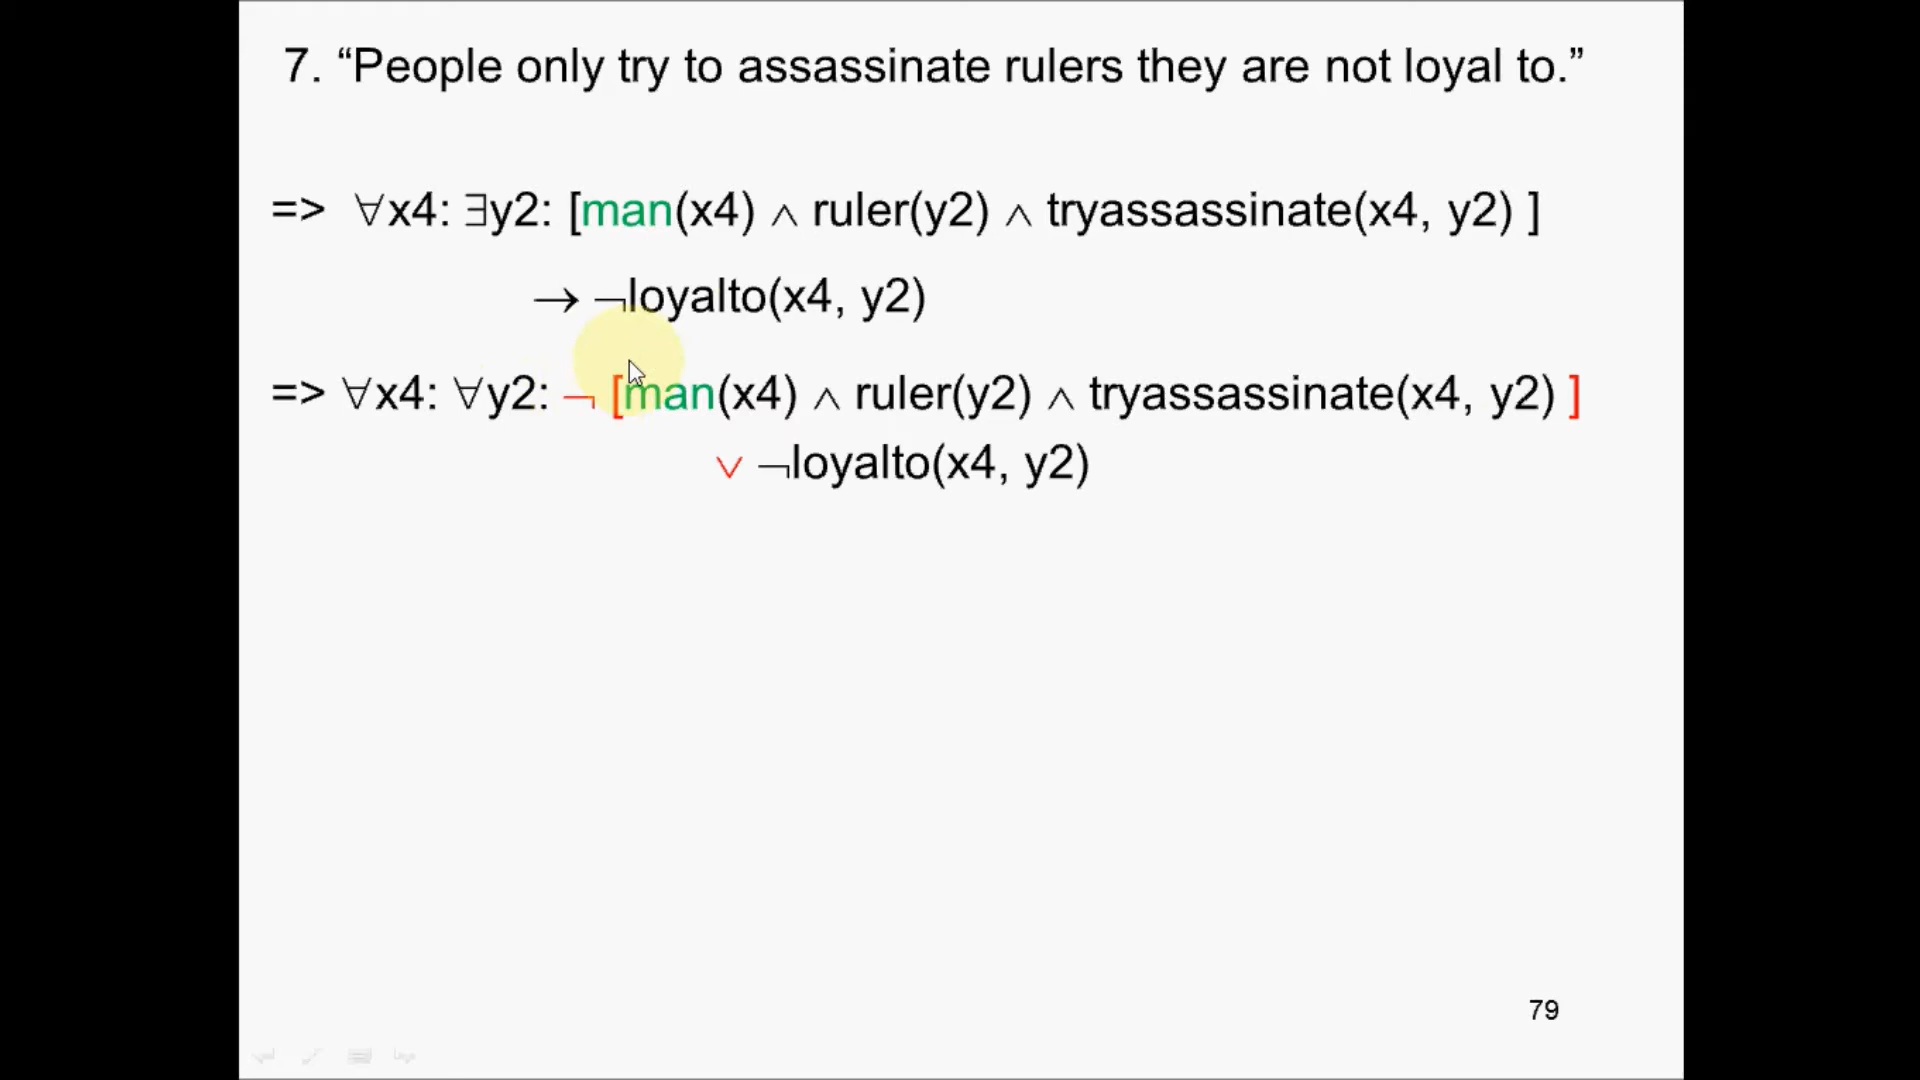 7. “People only try to assassinate rulers they are not loyal to.”
=> ∀x4: ∃y2: [man(x4) ∧ ruler(y2) ∧ tryassassinate(x4, y2) ]
→ ¬loyalto(x4, y2)
=> ∀x4: ∀y2: ¬ [man(x4) ∧ ruler(y2) ∧ tryassassinate(x4, y2) ]
∨ ¬loyalto(x4, y2)
79